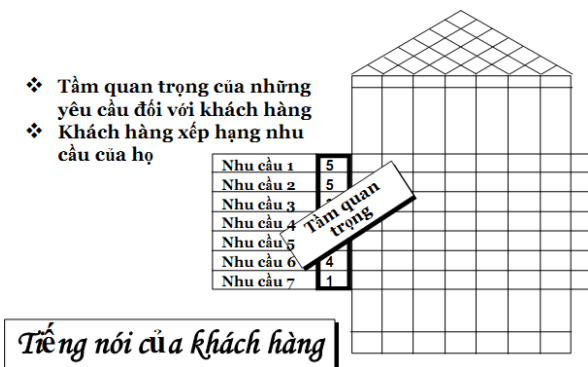 ❖ Tầm quan trọng của những
yêu cầu đối với khách hàng
❖ Khách hàng xếp hạng nhu
cầu của họ
Nhu cầu 1 5
Nhu cầu 2 5
Nhu cầu 3
Nhu cầu 4
Nhu cầu 5
Nhu cầu 6 4
Nhu cầu 7 1
Tầm quan
trọng
Tiếng nói của khách hàng